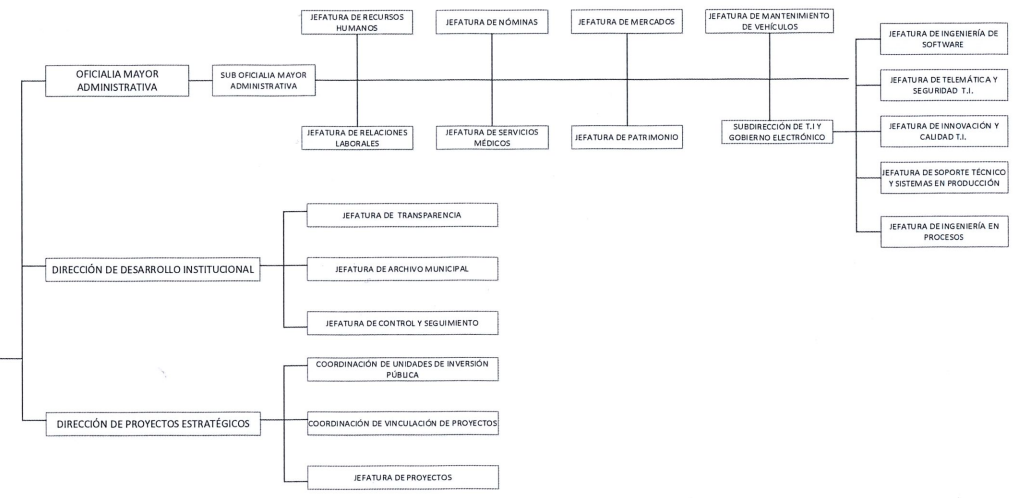 JEFATURA DE RECURSOS
HUMANOS
JEFATURA DE NÓMINAS
JEFATURA DE MERCADOS
JEFATURA DE MANTENIMIENTO
DE VEHÍCULOS
JEFATURA DE INGENIERÍA DE
SOFTWARE
OFICIALIA MAYOR
ADMINISTRATIVA
SUB OFICIALIA MAYOR
ADMINISTRATIVA
JEFATURA DE TELEMÁTICA Y
SEGURIDAD T.I.
JEFATURA DE RELACIONES
LABORALES
JEFATURA DE SERVICIOS
MÉDICOS
JEFATURA DE PATRIMONIO
SUBDIRECCIÓN DE T.I Y
GOBIERNO ELECTRÓNICO
JEFATURA DE INNOVACIÓN Y
CALIDAD T.I.
JEFATURA DE SOPORTE TÉCNICO
Y SISTEMAS EN PRODUCCIÓN
JEFATURA DE INGENIERÍA EN
PROCESOS
JEFATURA DE TRANSPARENCIA
DIRECCIÓN DE DESARROLLO INSTITUCIONAL
JEFATURA DE ARCHIVO MUNICIPAL
JEFATURA DE CONTROL Y SEGUIMIENTO
COORDINACIÓN DE UNIDADES DE INVERSIÓN
PÚBLICA
DIRECCIÓN DE PROYECTOS ESTRATÉGICOS
COORDINACIÓN DE VINCULACIÓN DE PROYECTOS
JEFATURA DE PROYECTOS